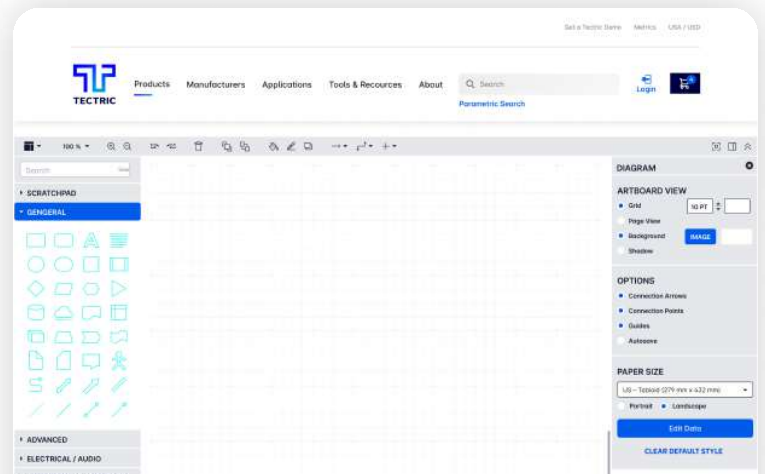 Get a Tectric Demo Metrics USA / USD
TECTRIC
Products Manufacturers Applications Tools & Recources About
Search
Parametric Search
Login
DIAGRAM
100 %
Search
SCRATCHPAD
GENGERAL
ADVANCED
ELECTRICAL / AUDIO
ARTBOARD VIEW
Grid
10 PT
Page View
Background
IMAGE
Shadow
OPTIONS
Connection Arrows
Connection Points
Guides
Autosave
PAPER SIZE
US - Tabloid (279 mm x 432 mm)
Portrait Landscape
Edit Data
CLEAR DEFAULT STYLE